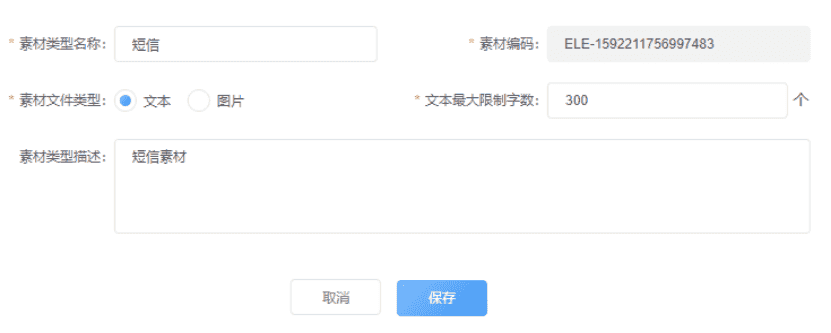 * 素材类型名称： 短信 * 素材编码： ELE-1592211756997483
* 素材文件类型： 文本 图片 * 文本最大限制字数： 300 个
素材类型描述： 短信素材
取消 保存